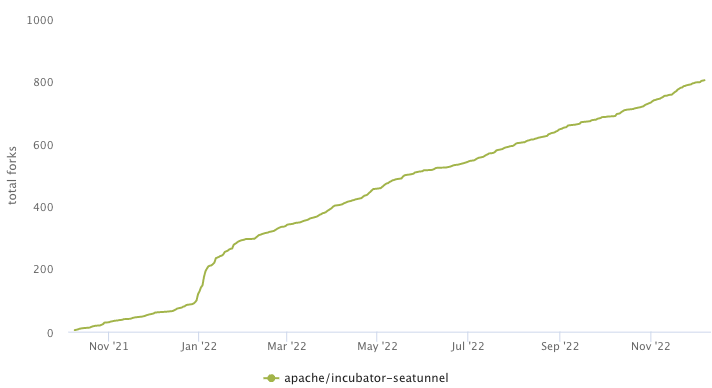 1000
800
600
400
200
0
total forks
Nov '21
Jan '22
Mar '22
May '22
Jul '22
Sep '22
Nov '22
apache/incubator-seatunnel